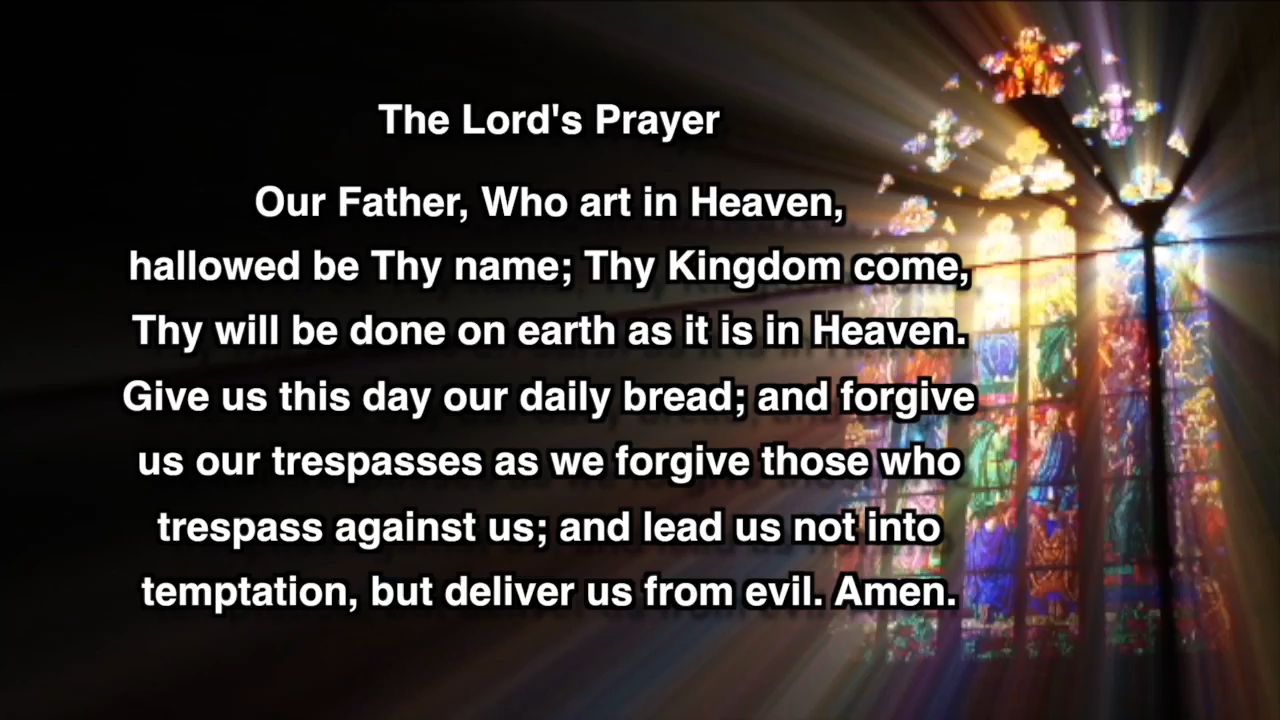 The Lord's Prayer
Our Father, Who art in Heaven,
hallowed be Thy name; Thy Kingdom come,
Thy will be done on earth as it is in Heaven.
Give us this day our daily bread; and forgive
us our trespasses as we forgive those who
trespass against us; and lead us not into
temptation, but deliver us from evil. Amen.